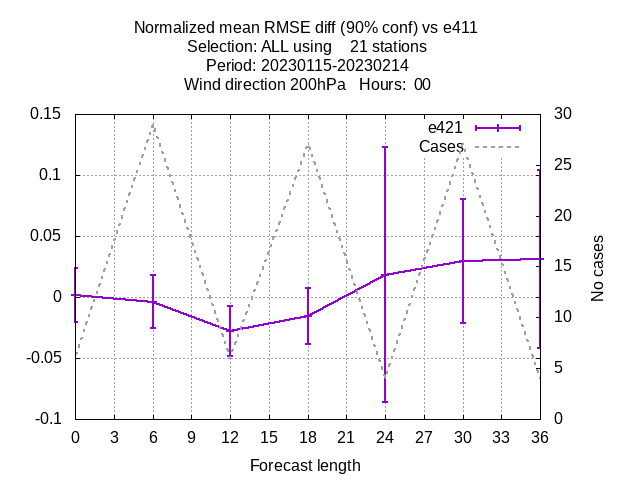 Normalized mean RMSE diff (90% conf) vs e411
Selection: ALL using    21 stations
Period: 20230115-20230214
Wind direction 200hPa   Hours:  00
0.15
0.1
0.05
0
-0.05
-0.1
30
25
20
15
10
5
0
e421
Cases
No cases
0 3 6 9 12 15 18 21 24 27 30 33 36
Forecast length